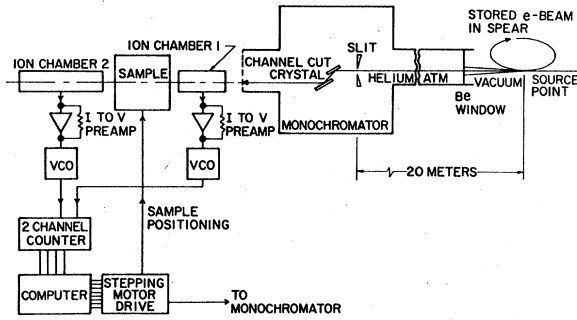 ION CHAMBER 2
SAMPLE
ION CHAMBER 1
CHANNEL CUT
CRYSTAL
SLIT
HELIUM ATM
MONOCHROMATOR
STORED e-BEAM
IN SPEAR
VACUUM
Be
WINDOW
SOURCE
POINT
20 METERS
I TO V
PREAMP
I TO V
PREAMP
VCO
VCO
SAMPLE
POSITIONING
2 CHANNEL
COUNTER
COMPUTER
STEPPING
MOTOR
DRIVE
TO
MONOCHROMATOR